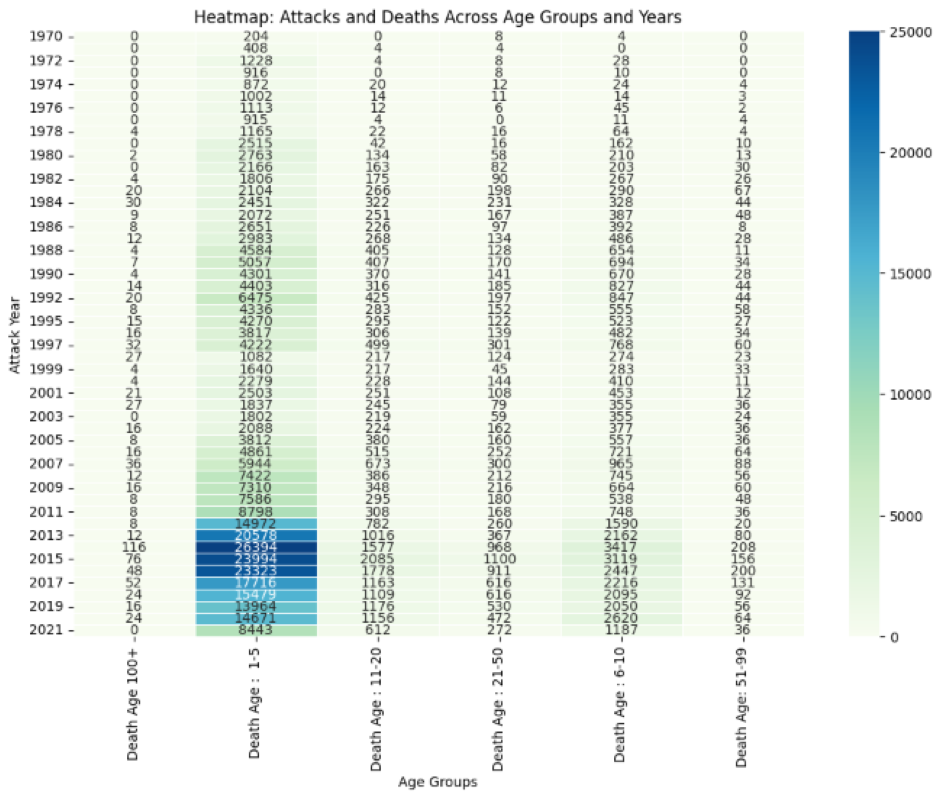 Heatmap: Attacks and Deaths Across Age Groups and Years
1970 0 204 0 8 4 0
0 408 4 4 0 0
1972 0 1228 4 8 28 0
0 916 0 8 10 0
1974 0 872 20 12 24 4
0 1002 14 11 14 3
1976 0 1113 12 6 45 2
0 915 4 0 11 4
1978 4 1165 22 16 64 4
0 2515 42 16 162 10
1980 2 2763 134 58 210 13
0 2166 163 82 203 30
1982 4 1806 175 90 267 26
20 2104 266 198 290 67
1984 30 2451 322 231 328 44
9 2072 251 167 387 48
1986 8 2651 226 97 392 8
12 2983 268 134 486 28
1988 4 4584 405 128 654 11
7 5057 407 170 694 34
1990 4 4301 370 141 670 28
14 4403 316 185 827 44
1992 20 6475 425 197 847 44
8 4336 283 152 555 58
1995 15 4270 295 122 523 27
16 3817 306 139 482 34
1997 32 4222 499 301 768 60
27 1082 217 124 274 23
1999 4 1640 217 45 283 33
4 2279 228 144 410 11
2001 21 2503 251 108 453 12
27 1837 245 79 355 36
2003 0 1802 219 59 355 24
16 2088 224 162 377 36
2005 8 3812 380 160 557 36
16 4861 515 252 721 64
2007 36 5944 673 300 965 88
12 7422 386 212 745 56
2009 16 7310 348 216 664 60
8 7586 295 180 538 48
2011 8 8798 308 168 748 36
8 14972 782 260 1590 20
2013 12 20578 1016 367 2162 80
116 26394 1577 968 3417 208
2015 76 23994 2085 1100 3119 156
48 23323 1778 911 2447 200
2017 52 17716 1163 616 2216 131
24 15479 1109 616 2095 92
2019 16 13964 1176 530 2050 56
24 14671 1156 472 2620 64
2021 0 8443 612 272 1187 36
Attack Year
Death Age 100+
Death Age : 1-5
Death Age : 11-20
Death Age : 21-50
Death Age : 6-10
Death Age: 51-99
Age Groups
25000
20000
15000
10000
5000
0